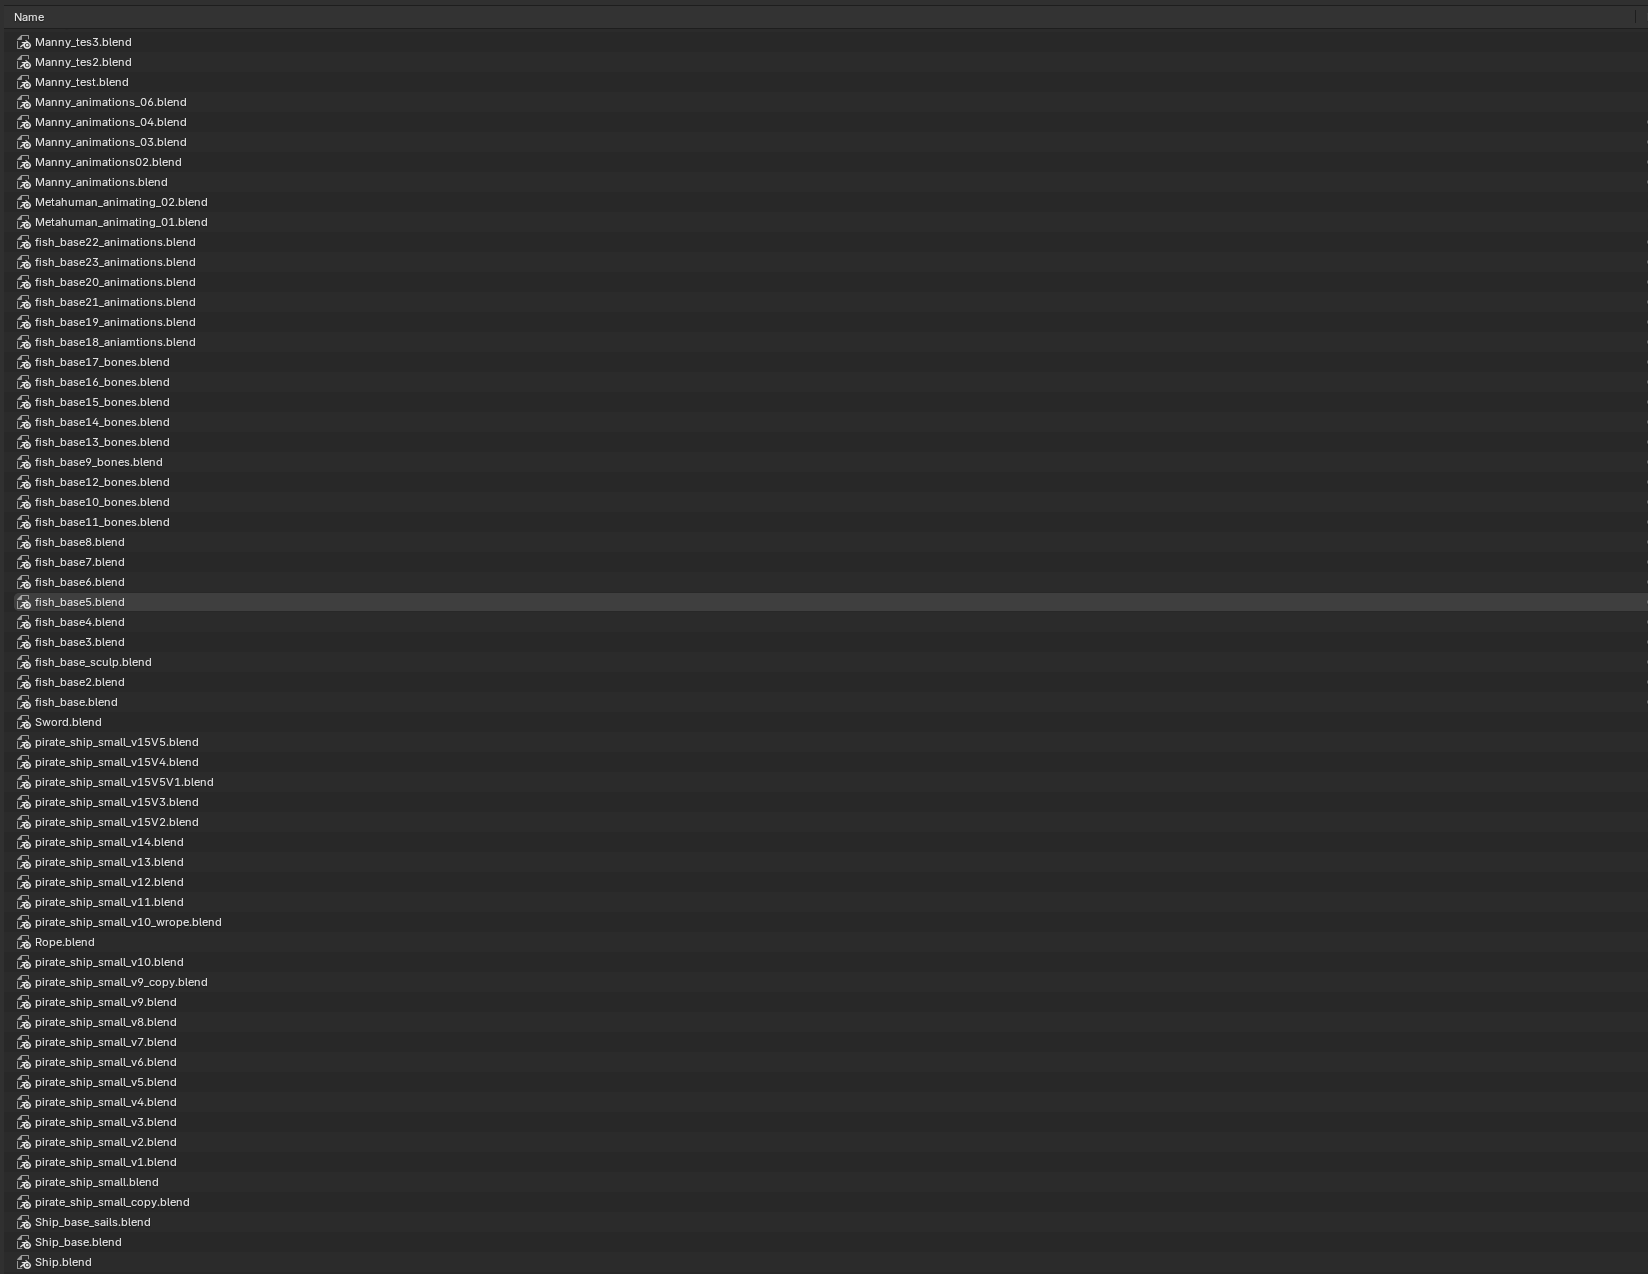 Name
Manny_tes3.blend
Manny_tes2.blend
Manny_test.blend
Manny_animations_06.blend
Manny_animations_04.blend
Manny_animations_03.blend
Manny_animations02.blend
Manny_animations.blend
Metahuman_animating_02.blend
Metahuman_animating_01.blend
fish_base22_animations.blend
fish_base23_animations.blend
fish_base20_animations.blend
fish_base21_animations.blend
fish_base19_animations.blend
fish_base18_aniamtions.blend
fish_base17_bones.blend
fish_base16_bones.blend
fish_base15_bones.blend
fish_base14_bones.blend
fish_base13_bones.blend
fish_base9_bones.blend
fish_base12_bones.blend
fish_base10_bones.blend
fish_base11_bones.blend
fish_base8.blend
fish_base7.blend
fish_base6.blend
fish_base5.blend
fish_base4.blend
fish_base3.blend
fish_base_sculp.blend
fish_base2.blend
fish_base.blend
Sword.blend
pirate_ship_small_v15V5.blend
pirate_ship_small_v15V4.blend
pirate_ship_small_v15V5V1.blend
pirate_ship_small_v15V3.blend
pirate_ship_small_v15V2.blend
pirate_ship_small_v14.blend
pirate_ship_small_v13.blend
pirate_ship_small_v12.blend
pirate_ship_small_v11.blend
pirate_ship_small_v10_wrope.blend
Rope.blend
pirate_ship_small_v10.blend
pirate_ship_small_v9_copy.blend
pirate_ship_small_v9.blend
pirate_ship_small_v8.blend
pirate_ship_small_v7.blend
pirate_ship_small_v6.blend
pirate_ship_small_v5.blend
pirate_ship_small_v4.blend
pirate_ship_small_v3.blend
pirate_ship_small_v2.blend
pirate_ship_small_v1.blend
pirate_ship_small.blend
pirate_ship_small_copy.blend
Ship_base_sails.blend
Ship_base.blend
Ship.blend